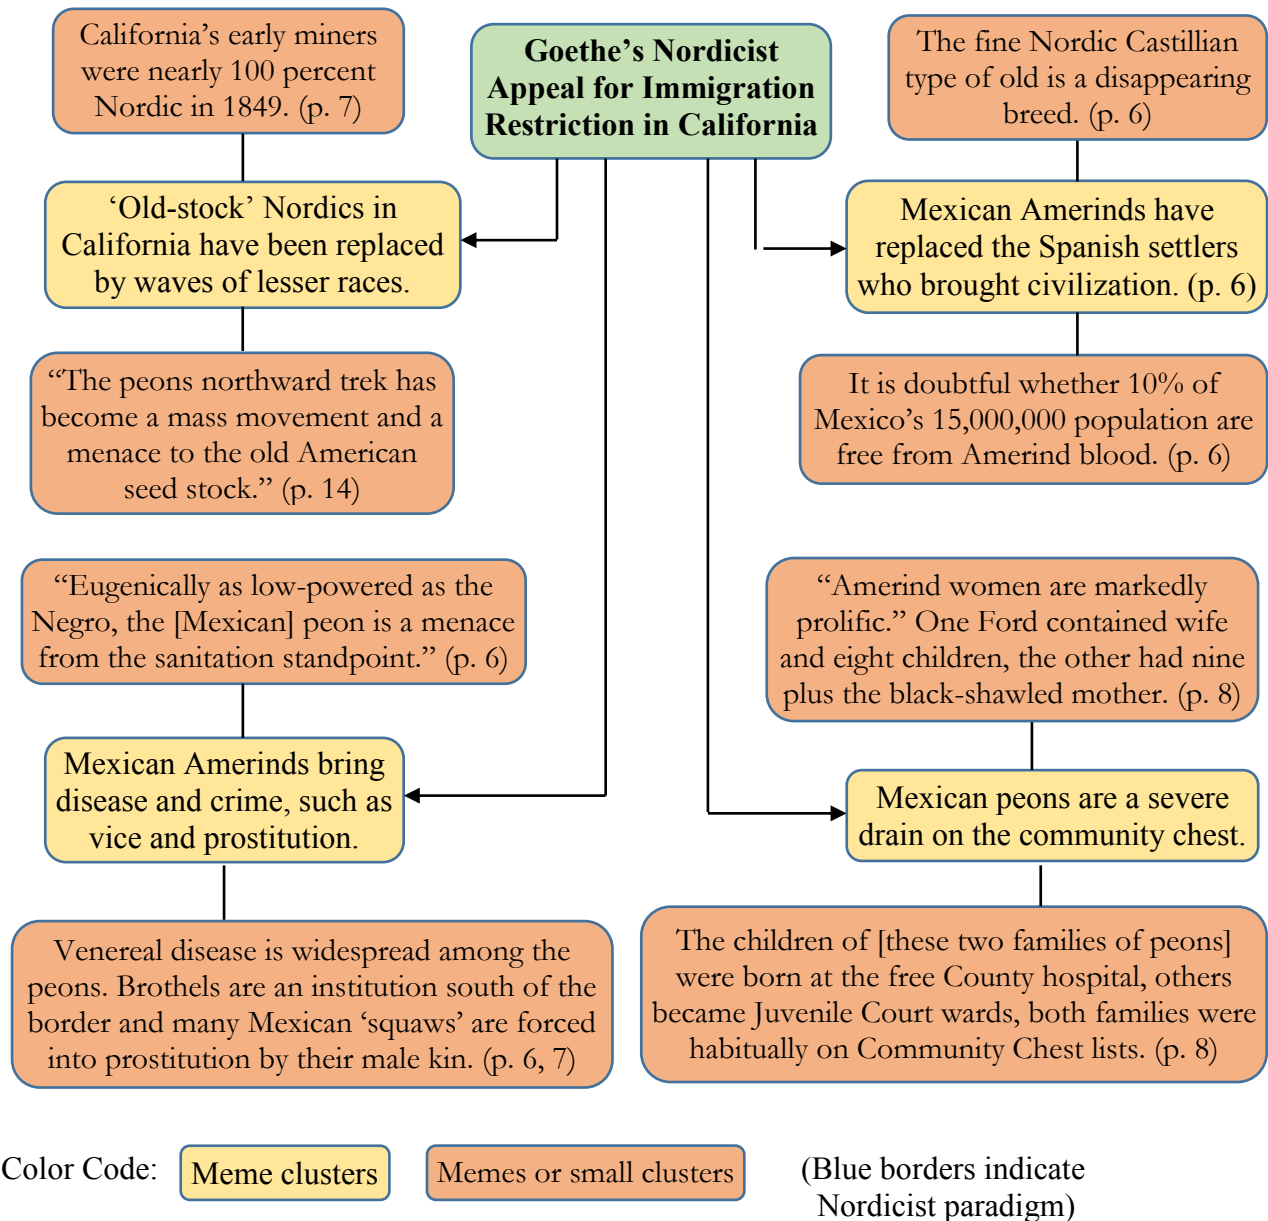 California’s early miners
were nearly 100 percent
Nordic in 1849. (p. 7)
Goethe’s Nordicist
Appeal for Immigration
Restriction in California
The fine Nordic Castillian
type of old is a disappearing
breed. (p. 6)
‘Old-stock’ Nordics in
California have been replaced
by waves of lesser races.
Mexican Amerinds have
replaced the Spanish settlers
who brought civilization. (p. 6)
“The peons northward trek has
become a mass movement and a
menace to the old American
seed stock.” (p. 14)
It is doubtful whether 10% of
Mexico’s 15,000,000 population are
free from Amerind blood. (p. 6)
“Eugenically as low-powered as the
Negro, the [Mexican] peon is a menace
from the sanitation standpoint.” (p. 6)
“Amerind women are markedly
prolific.” One Ford contained wife
and eight children, the other had nine
plus the black-shawled mother. (p. 8)
Mexican Amerinds bring
disease and crime, such as
vice and prostitution.
Mexican peons are a severe
drain on the community chest.
Venereal disease is widespread among the
peons. Brothels are an institution south of the
border and many Mexican ‘squaws’ are forced
into prostitution by their male kin. (p. 6, 7)
The children of [these two families of peons]
were born at the free County hospital, others
became Juvenile Court wards, both families were
habitually on Community Chest lists. (p. 8)
Color Code:
Meme clusters
Memes or small clusters
(Blue borders indicate
Nordicist paradigm)